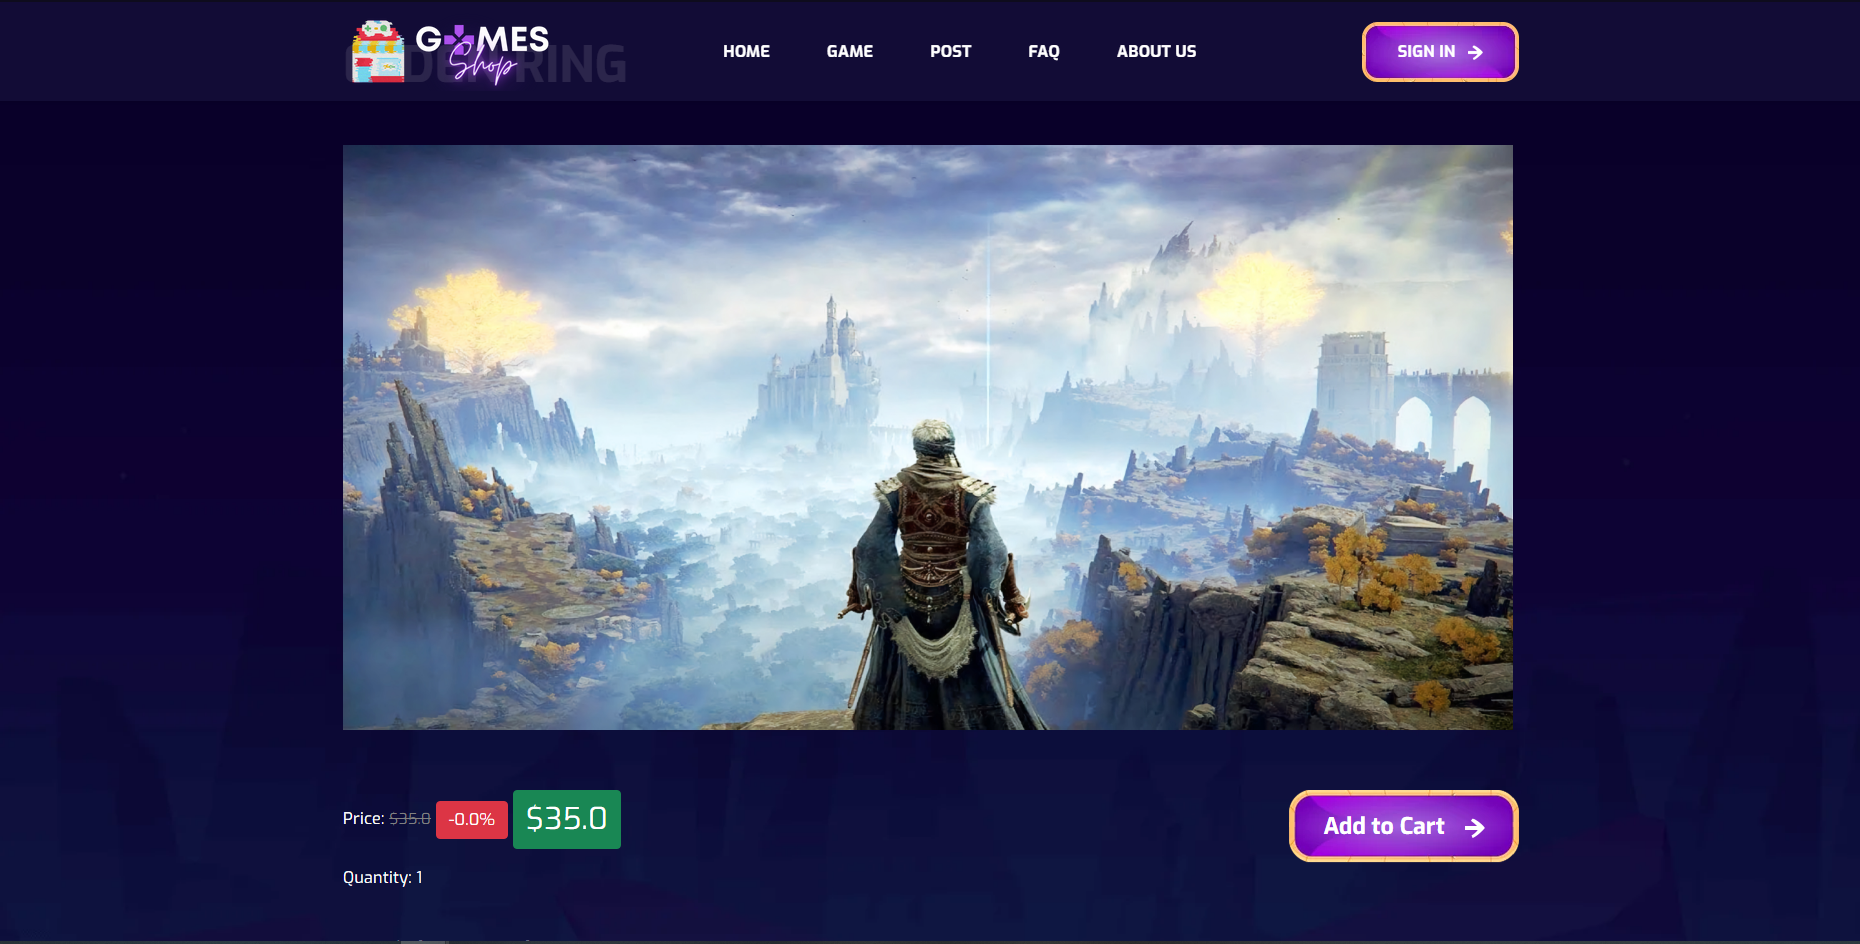 GAMES
Shop
RING
HOME
GAME
POST
FAQ
ABOUT US
SIGN IN
Price: $35.0 -0.0% $35.0
Add to Cart
Quantity: 1